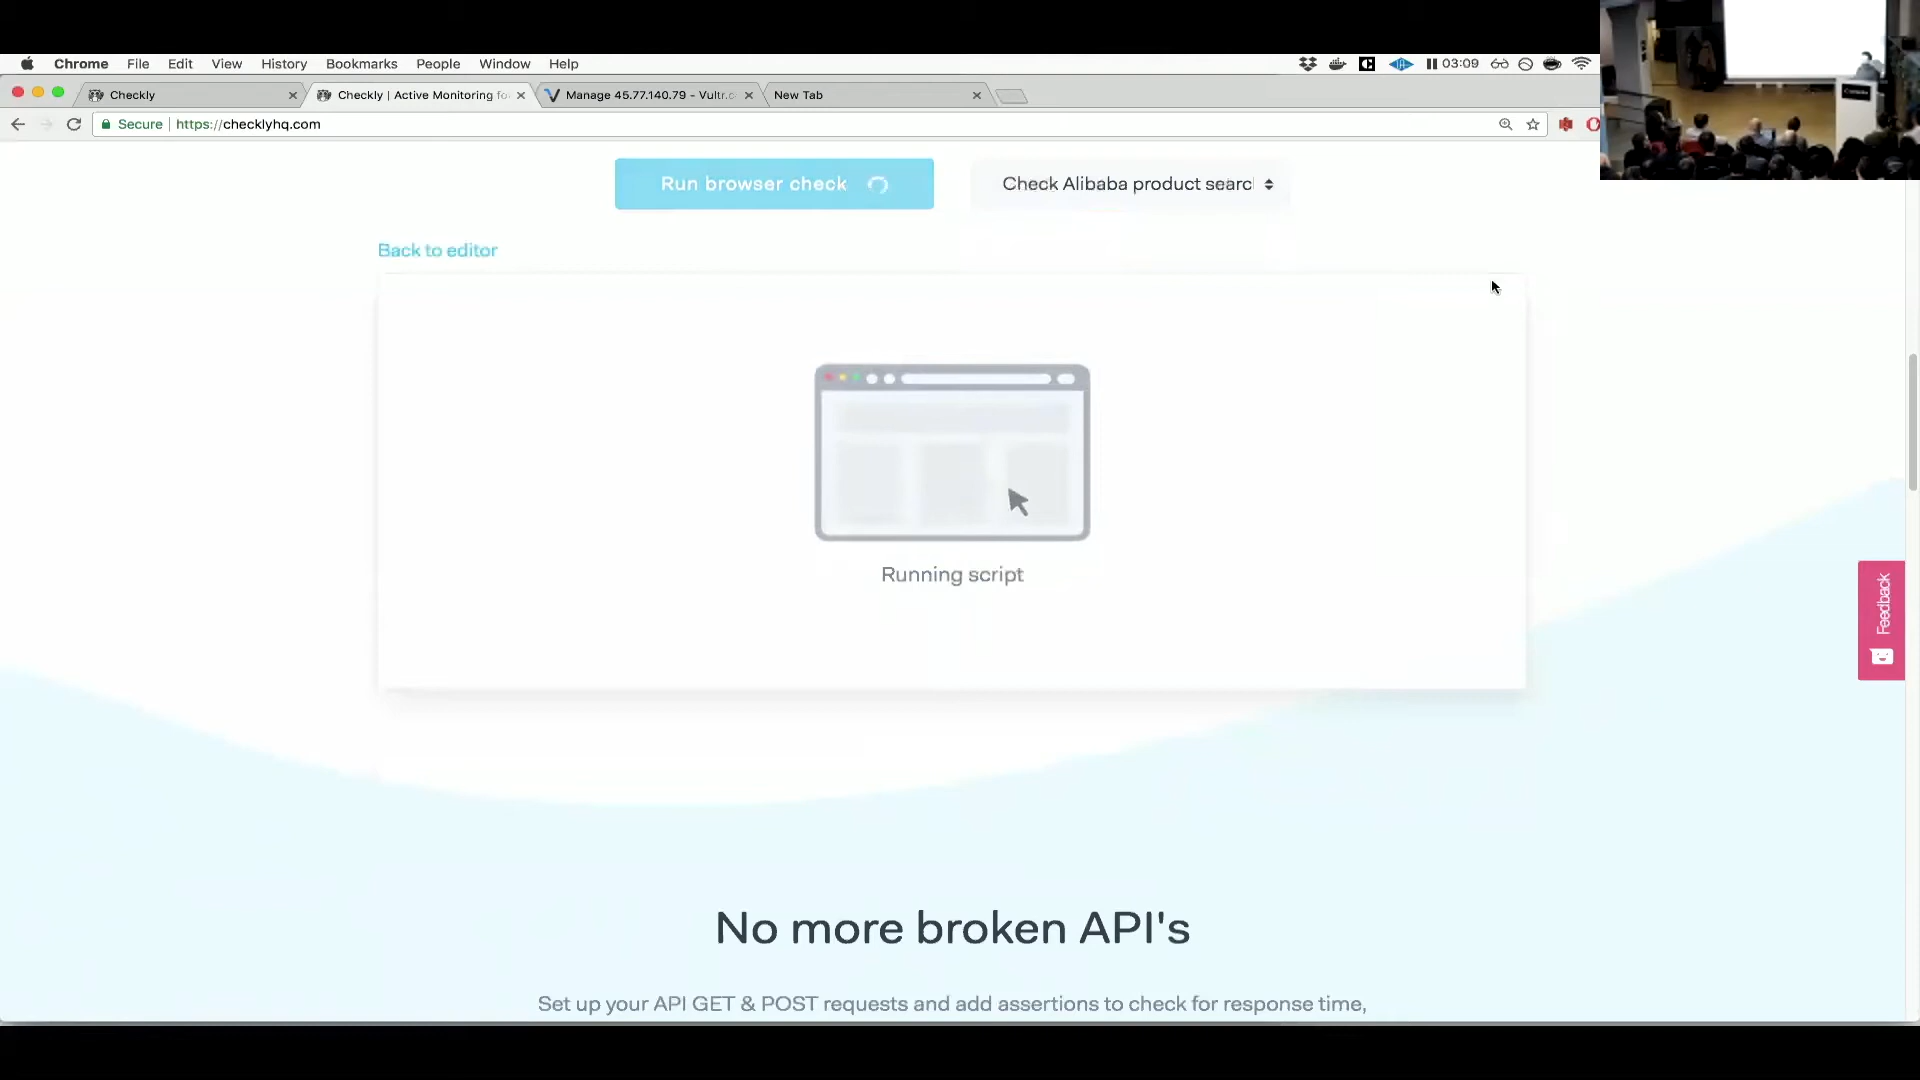 Chrome File Edit View History Bookmarks People Window Help 03:09
Checkly
Checkly | Active Monitoring fo
Manage 45.77.140.79 - Vultr.c
New Tab
Secure https://checklyhq.com
Run browser check
Check Alibaba product searc
Back to editor
Running script
Feedback
No more broken API's
Set up your API GET & POST requests and add assertions to check for response time,